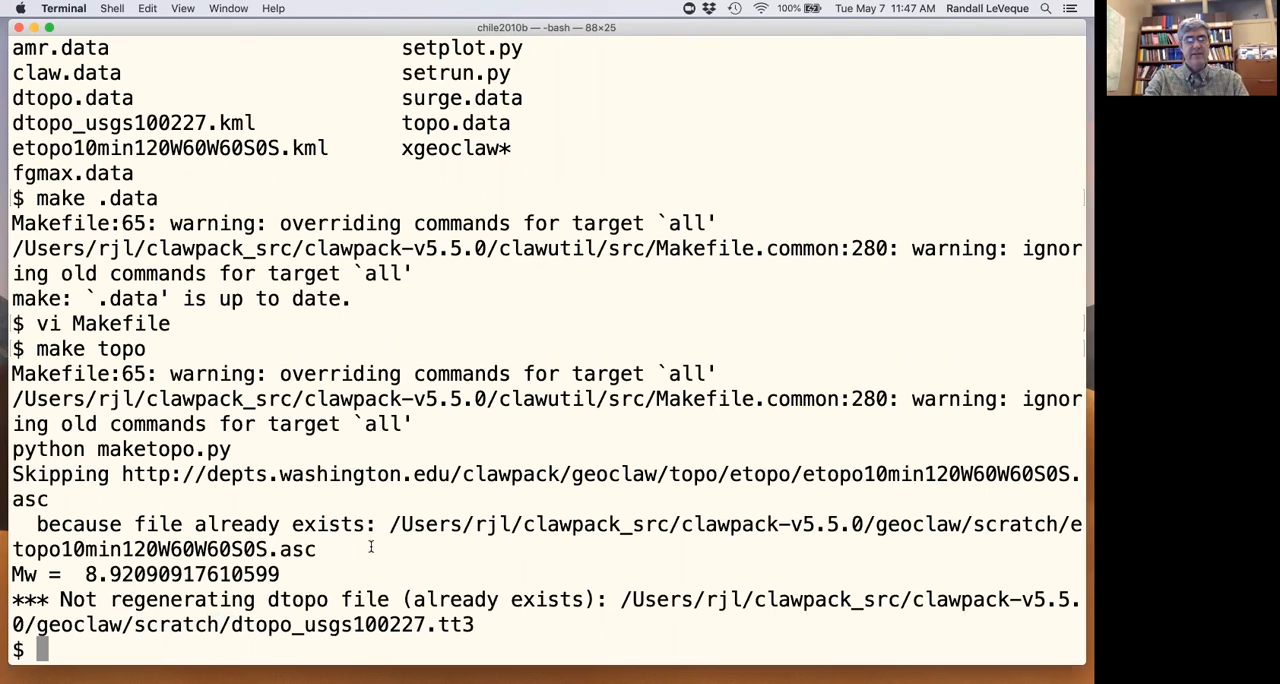 Terminal Shell Edit View Window Help 100% Tue May 7 11:47 AM Randall LeVeque
chile2010b — -bash — 88×25
amr.data setplot.py
claw.data setrun.py
dtopo.data surge.data
dtopo_usgs100227.kml topo.data
etopo10min120W60W60S0S.kml xgeoclaw*
fgmax.data
$ make .data
Makefile:65: warning: overriding commands for target `all'
/Users/rjl/clawpack_src/clawpack-v5.5.0/clawutil/src/Makefile.common:280: warning: ignor
ing old commands for target `all'
make: `.data' is up to date.
$ vi Makefile
$ make topo
Makefile:65: warning: overriding commands for target `all'
/Users/rjl/clawpack_src/clawpack-v5.5.0/clawutil/src/Makefile.common:280: warning: ignor
ing old commands for target `all'
python maketopo.py
Skipping http://depts.washington.edu/clawpack/geoclaw/topo/etopo/etopo10min120W60W60S0S.
asc
because file already exists: /Users/rjl/clawpack_src/clawpack-v5.5.0/geoclaw/scratch/e
topo10min120W60W60S0S.asc
Mw = 8.92090917610599
*** Not regenerating dtopo file (already exists): /Users/rjl/clawpack_src/clawpack-v5.5.
0/geoclaw/scratch/dtopo_usgs100227.tt3
$